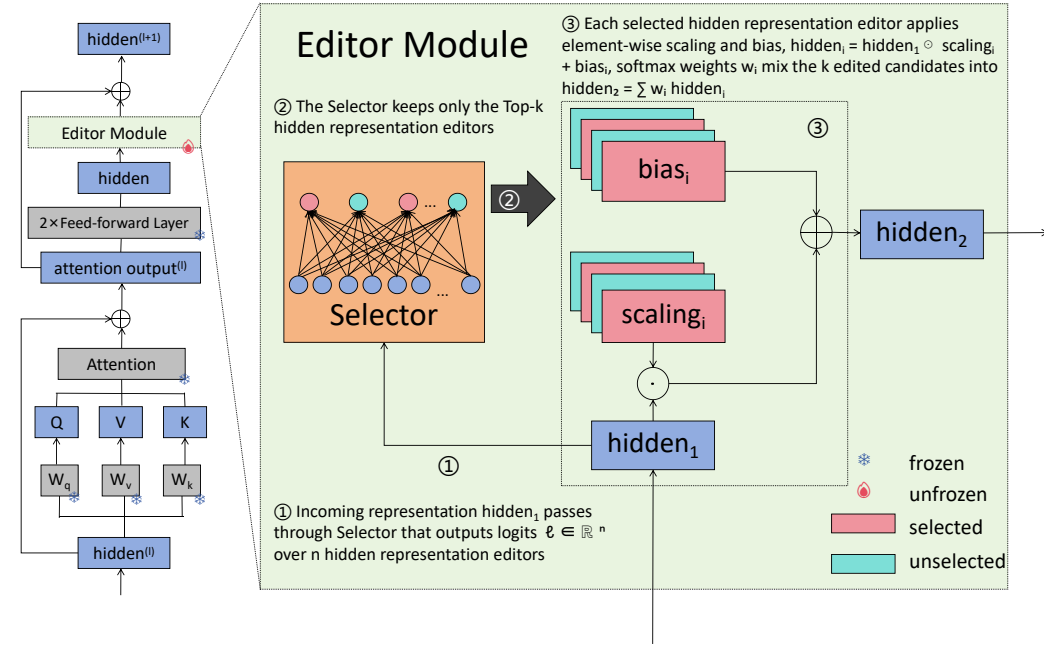 hidden⁽ˡ⁺¹⁾
Editor Module
hidden
2×Feed-forward Layer
attention output⁽ˡ⁾
Attention
Q
V
K
W_q
W_v
W_k
hidden⁽ˡ⁾
Editor Module
③ Each selected hidden representation editor applies
element-wise scaling and bias, hiddenᵢ = hidden₁ ⊙ scalingᵢ
+ biasᵢ, softmax weights wᵢ mix the k edited candidates into
hidden₂ = ∑ wᵢ hiddenᵢ
② The Selector keeps only the Top-k
hidden representation editors
...
...
Selector
②
③
biasᵢ
scalingᵢ
hidden₂
hidden₁
①
① Incoming representation hidden₁ passes
through Selector that outputs logits ℓ ∈ ℝ ⁿ
over n hidden representation editors
frozen
unfrozen
selected
unselected